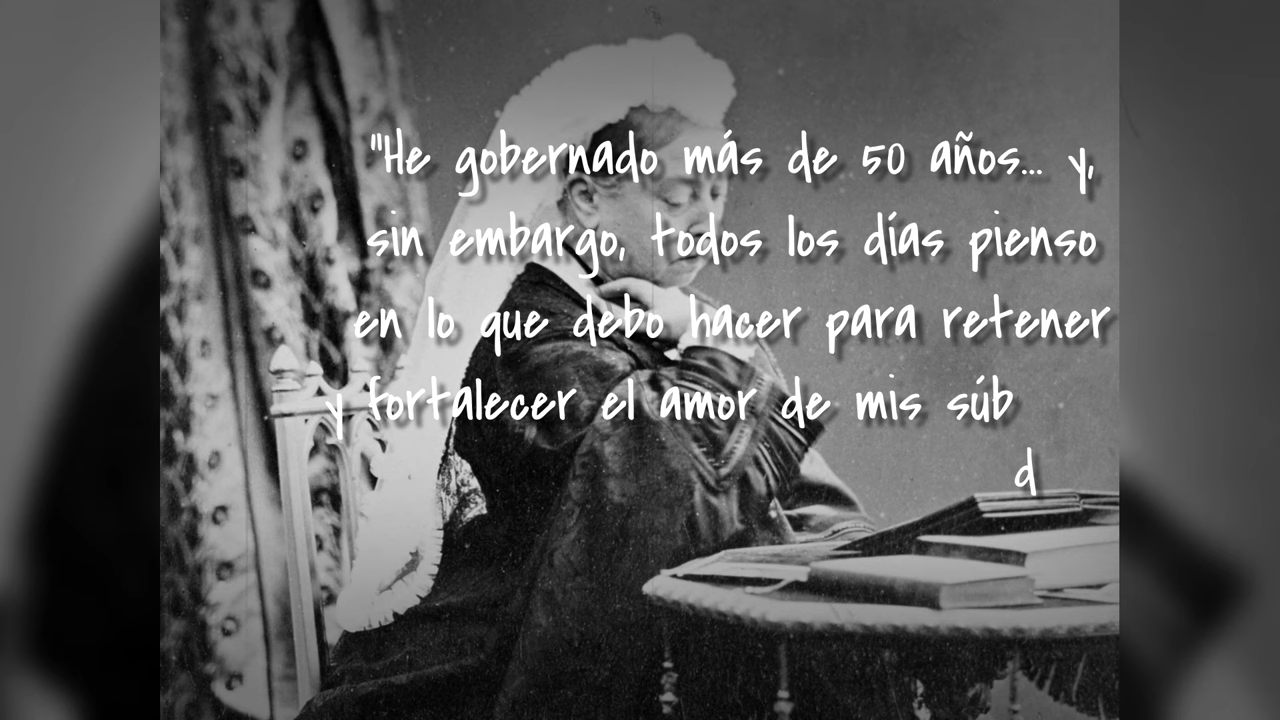 "He gobernado más de 50 años... y,
sin embargo, todos los días pienso
en lo que debo hacer para retener
y fortalecer el amor de mis súb
d